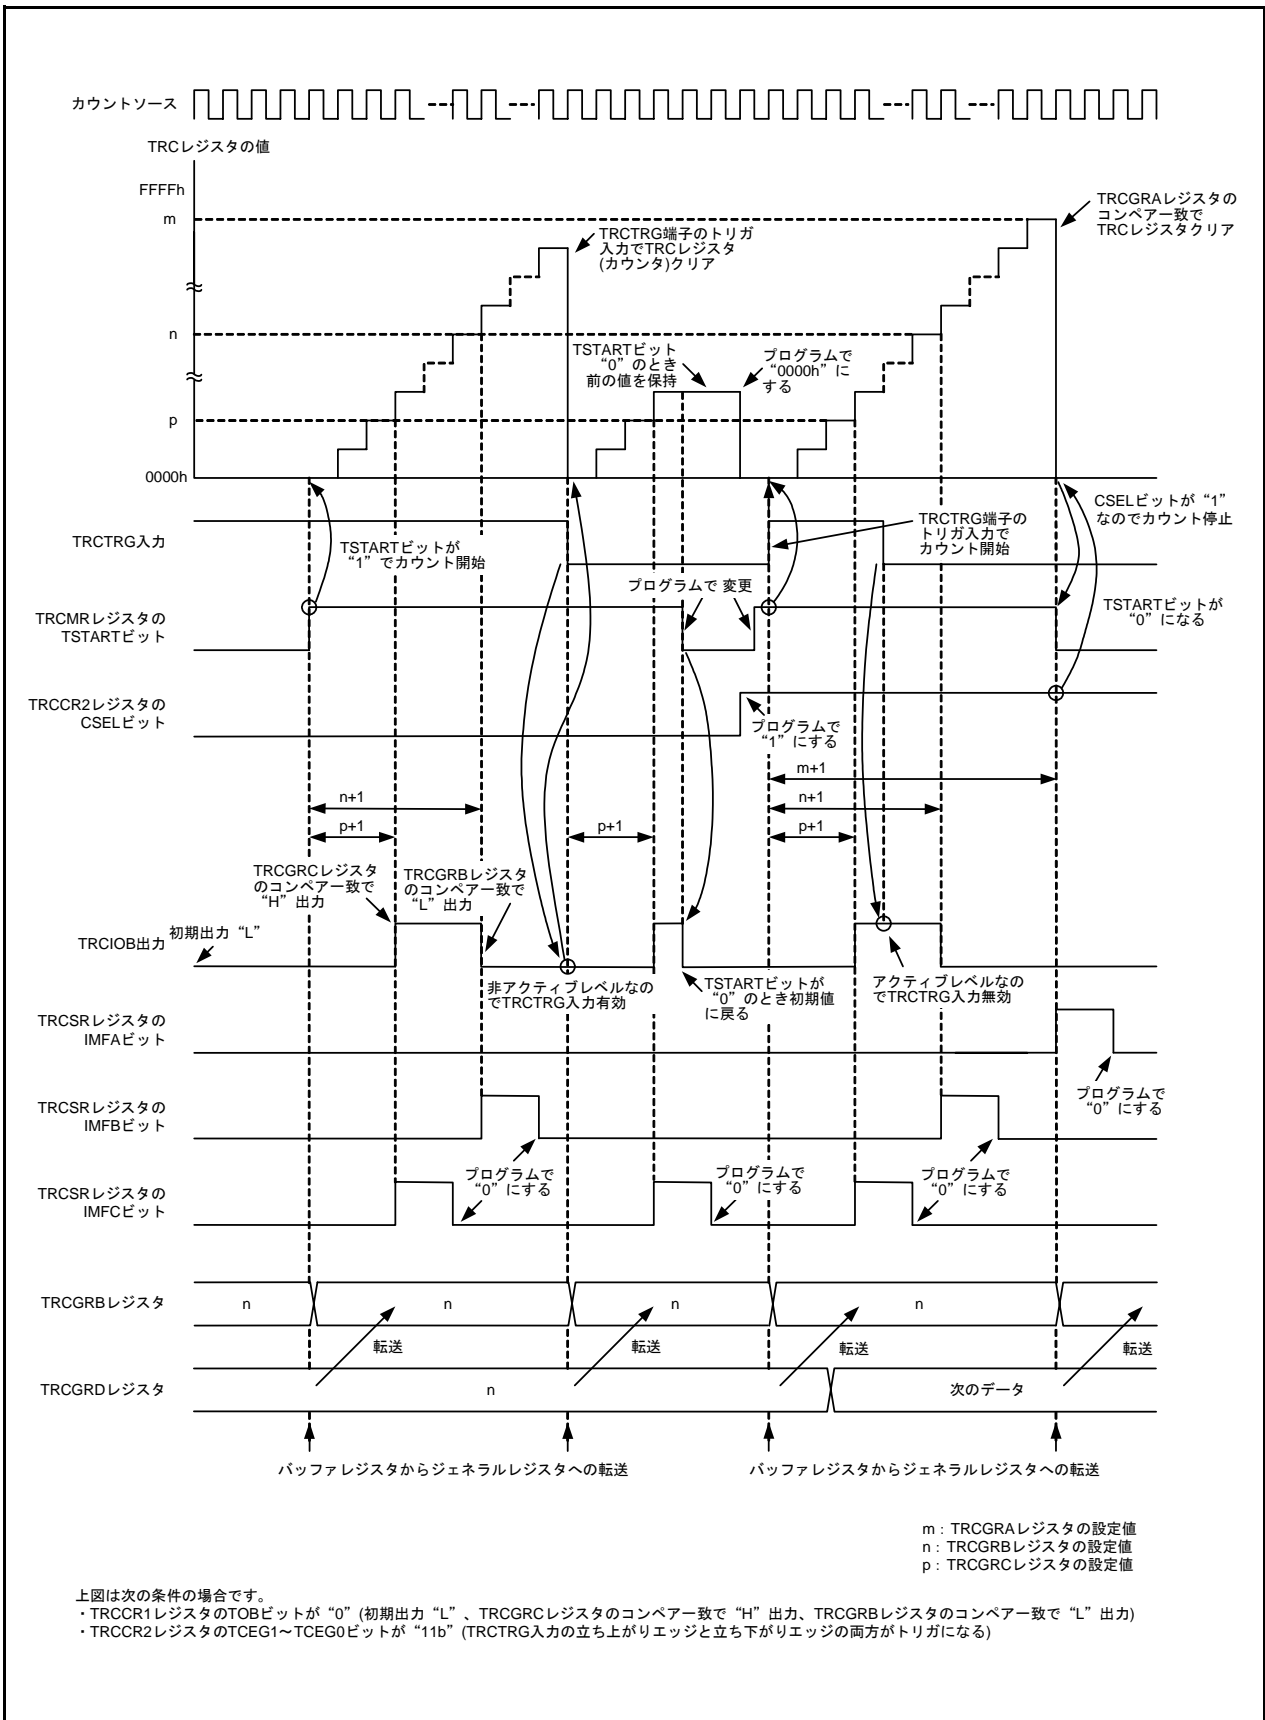 カウントソース
TRCレジスタの値
FFFFh
m
n
p
0000h
TRCTRG端子のトリガ
入力でTRCレジスタ
(カウンタ)クリア
TRCGRAレジスタの
コンペア一致で
TRCレジスタクリア
TSTARTビット
“0”のとき
前の値を保持
プログラムで
“0000h”に
する
TRCTRG入力
TSTARTビットが
“1”でカウント開始
TRCTRG端子の
トリガ入力で
カウント開始
CSELビットが“1”
なのでカウント停止
プログラムで 変更
TRCMRレジスタの
TSTARTビット
TSTARTビットが
“0”になる
TRCCR2レジスタの
CSELビット
プログラムで
“1”にする
m+1
n+1
n+1
p+1
p+1
p+1
TRCGRCレジスタ
のコンペア一致で
“H”出力
TRCGRBレジスタ
のコンペア一致で
“L”出力
TRCIOB出力
初期出力“L”
非アクティブレベルなの
でTRCTRG入力有効
TSTARTビットが
“0”のとき初期値
に戻る
アクティブレベルなの
でTRCTRG入力無効
TRCSRレジスタの
IMFAビット
プログラムで
“0”にする
TRCSRレジスタの
IMFBビット
プログラムで
“0”にする
プログラムで
“0”にする
プログラムで
“0”にする
TRCSRレジスタの
IMFCビット
TRCGRBレジスタ
n
n
n
n
転送
転送
転送
転送
TRCGRDレジスタ
n
次のデータ
バッファレジスタからジェネラルレジスタへの転送
バッファレジスタからジェネラルレジスタへの転送
m：TRCGRAレジスタの設定値
n：TRCGRBレジスタの設定値
p：TRCGRCレジスタの設定値
上図は次の条件の場合です。
・TRCCR1レジスタのTOBビットが“0”(初期出力“L”、TRCGRCレジスタのコンペア一致で“H”出力、TRCGRBレジスタのコンペア一致で“L”出力)
・TRCCR2レジスタのTCEG1～TCEG0ビットが“11b”(TRCTRG入力の立ち上がりエッジと立ち下がりエッジの両方がトリガになる)